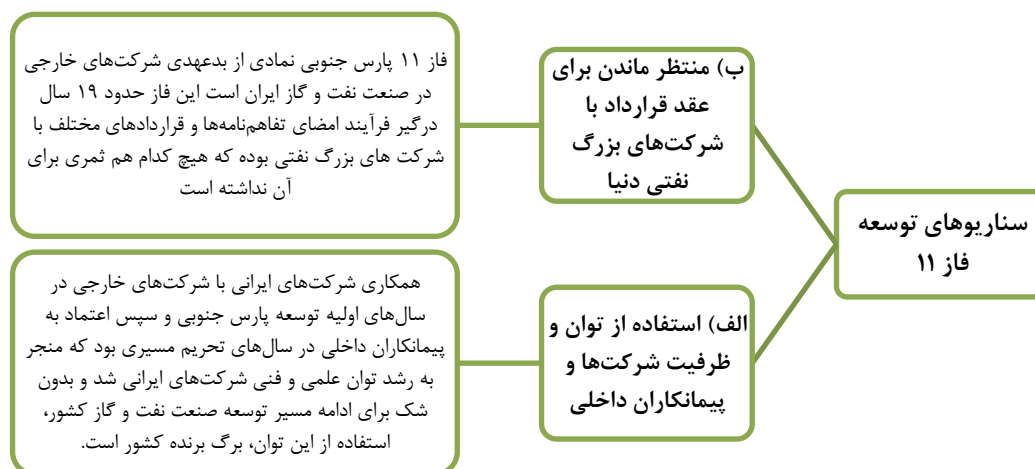 سناریوهای توسعه
فاز ۱۱
ب) منتظر ماندن برای
عقد قرارداد با
شرکت‌های بزرگ
نفتی دنیا
فاز ۱۱ پارس جنوبی نمادی از بدعهدی شرکت‌های خارجی
در صنعت نفت و گاز ایران است این فاز حدود ۱۹ سال
درگیر فرآیند امضای تفاهم‌نامه‌ها و قراردادهای مختلف با
شرکت های بزرگ نفتی بوده که هیچ کدام هم ثمری برای
آن نداشته است
الف) استفاده از توان و
ظرفیت شرکت‌ها و
پیمانکاران داخلی
همکاری شرکت‌های ایرانی با شرکت‌های خارجی در
سال‌های اولیه توسعه پارس جنوبی و سپس اعتماد به
پیمانکاران داخلی در سال‌های تحریم مسیری بود که منجر
به رشد توان علمی و فنی شرکت‌های ایرانی شد و بدون
شک برای ادامه مسیر توسعه صنعت نفت و گاز کشور،
استفاده از این توان، برگ برنده کشور است.